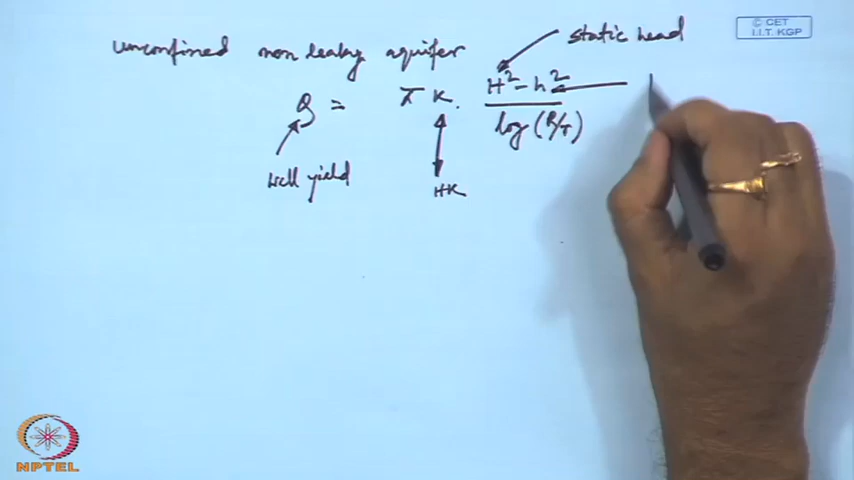 unconfined non leaky aquifer
static head
Q = π K. H² - h² / log (R/r)
well yield
HK
© CET
I.I.T. KGP
NPTEL